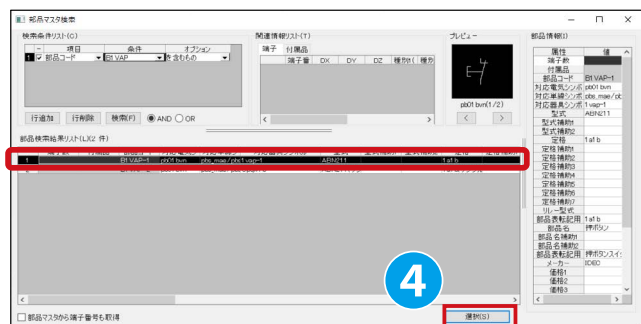 部品マスタ検索
検索条件リスト(C)
項目 条件 オプション
1 部品コード B1 VAP を含むもの
行追加 行削除 検索(F) AND OR
関連情報リスト(T)
端子 付属品
端子番 DX DY DZ 種別1( 種別
プレビュー
pb01 bvn(1/2)
< >
部品検索結果リスト(LX2 件)
1 B1 VAP-1 pb01 bvn pbs_mae/pbs1 vap-1 ABN211 1a1b
部品マスタから端子番号も取得
4
選択(S)
部品情報(I)
属性 値
端子数
付属品
部品コード B1 VAP-1
対応電気シンボ pb01 bvn
対応単線シンボ pbs_mae/pb
対応器具シンボ 1 vap-1
型式 ABN211
型式補助1
型式補助2
定格 1a1b
定格補助1
定格補助2
定格補助3
定格補助4
定格補助5
定格補助6
定格補助7
リレー型式
部品表転記用 1a1b
部品名 押ボタン
部品名補助1
部品名補助2
部品表転記用 押ボタンスイ
メーカー IDEC
価格1
価格2
価格3